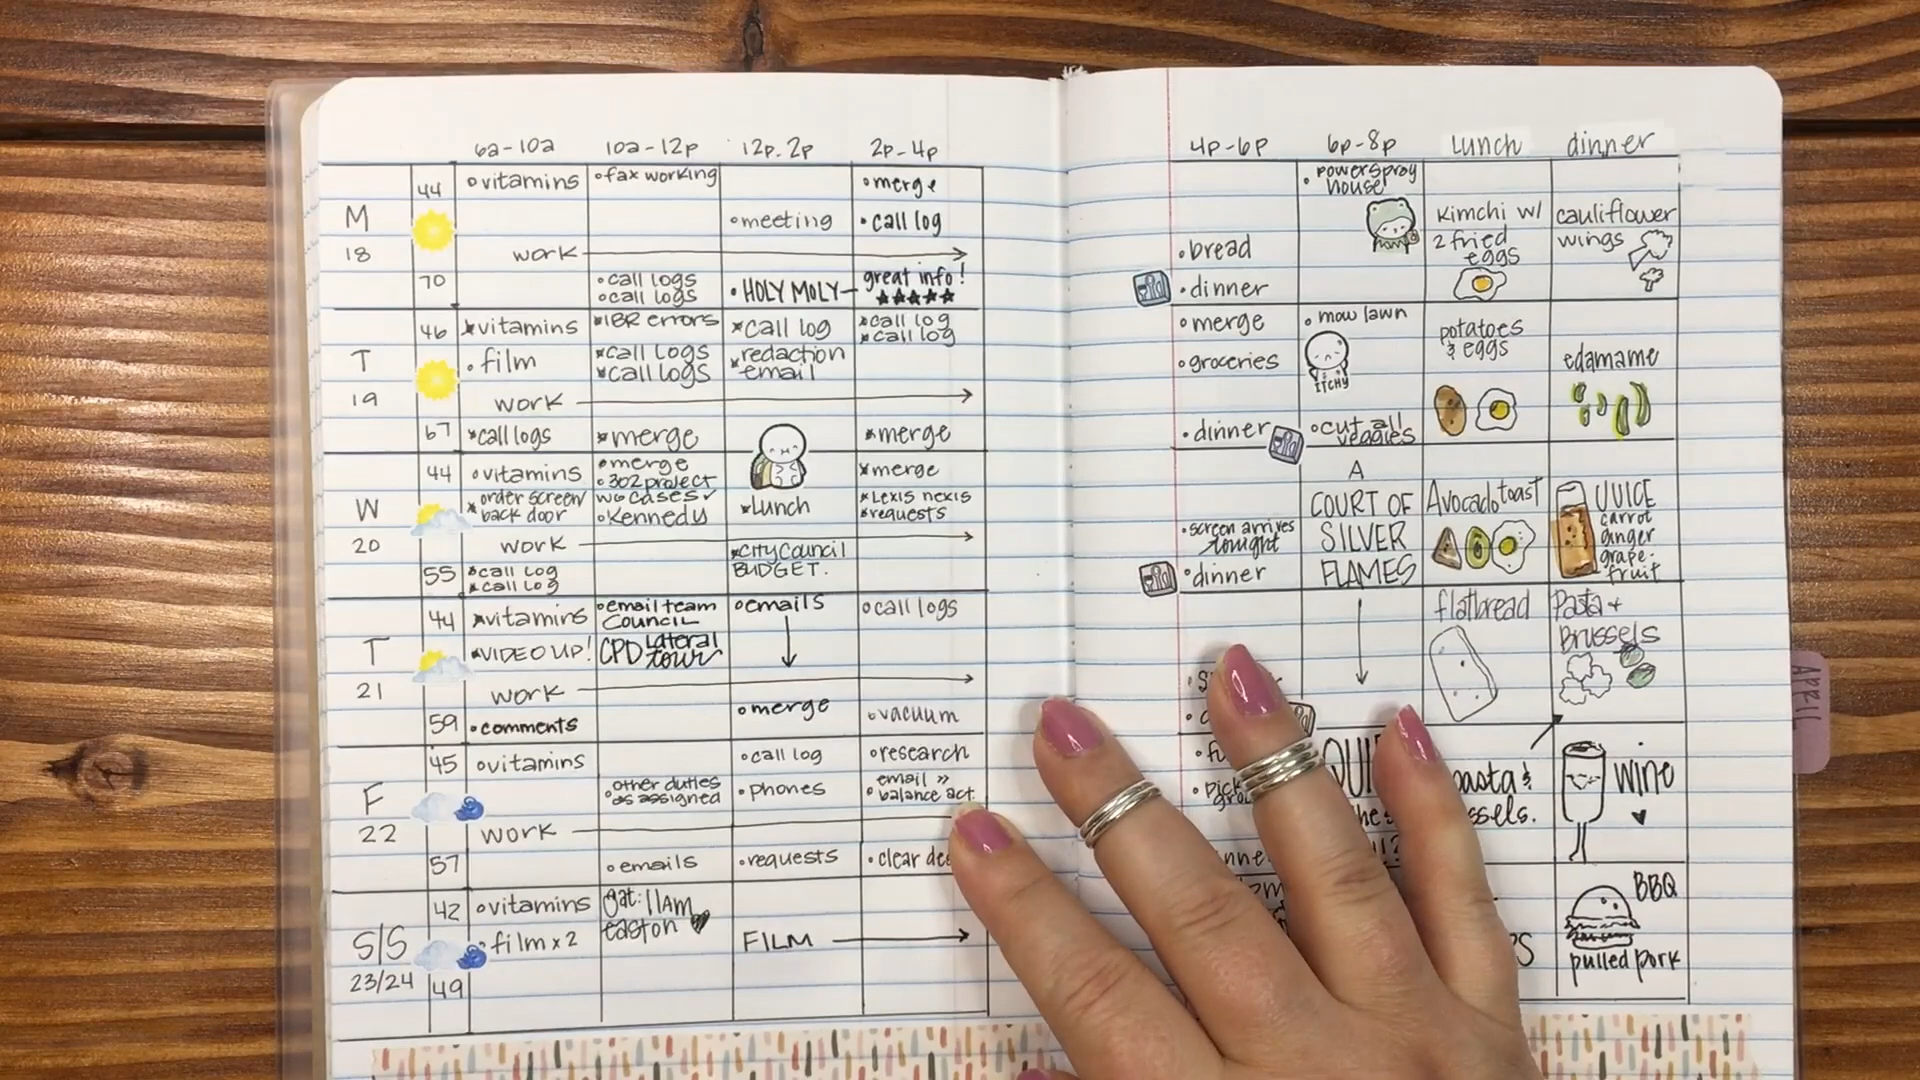 6a-10a 10a-12p 12p-2p 2p-4p
44 vitamins fax working merge
M meeting call log
18 work
70 call logs HOLY MOLY great info!
call logs
46 vitamins IBR errors call log call log
call log
T film call logs redaction
call logs email
19 work
67 call logs merge merge
44 vitamins merge merge
302 project
W order screen/ w6 cases Lunch Lexis nexis
back door Kennedy requests
20 work
55 call log City Council
call log BUDGET.
44 vitamins email team emails call logs
COUNCIL
T VIDEO UP! CPD Lateral
tour
21 work
59 comments merge vacuum
45 vitamins call log research
F other duties phones email »
as assigned balance act.
22 work
57 emails requests clear
42 vitamins 11AM
S/S film x 2 easton FILM
23/24 49
4p-6p 6p-8p Lunch dinner
powerspray
house
kimchi w/ cauliflower
bread 2 fried wings
eggs
dinner
merge mow lawn potatoes
& eggs
groceries edamame
ITCHY
dinner cut all
veggies
A
COURT OF Avocado toast JUICE
screen arrives SILVER carrot
tonight ginger
dinner FLAMES grape-
fruit
flatbread Pasta +
Brussels
pasta & wine
BBQ
pulled pork
APRIL